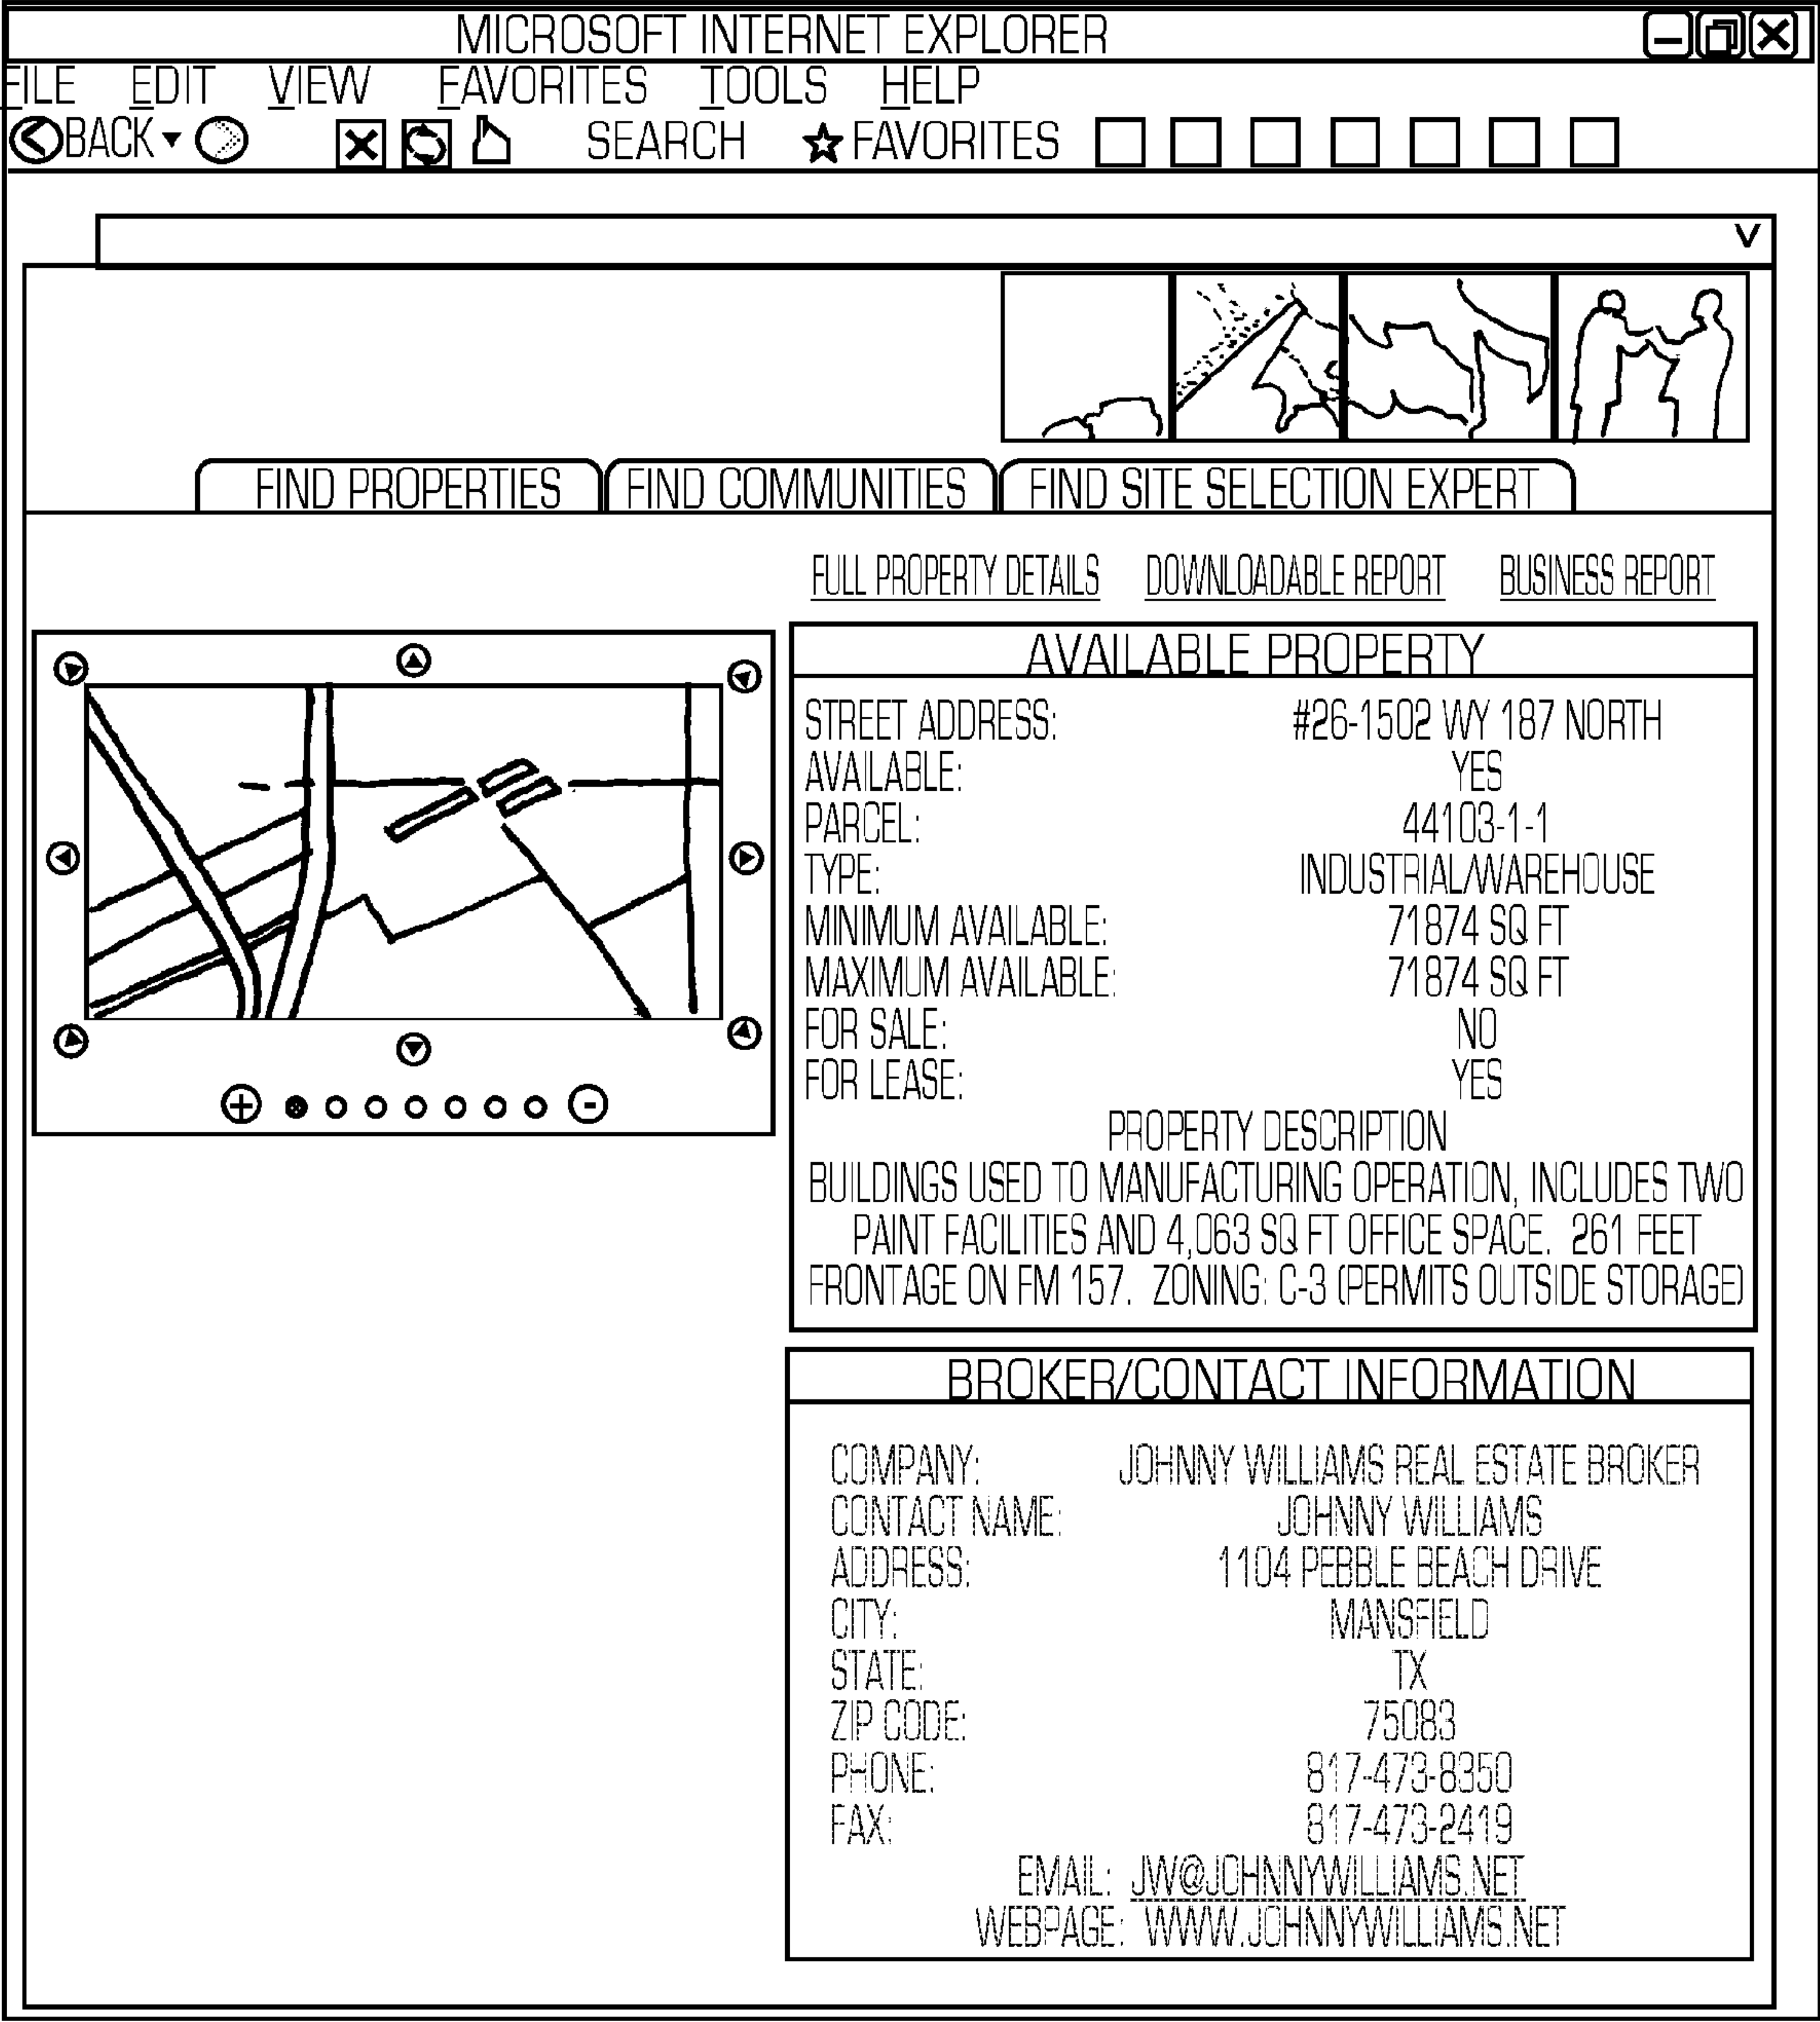 MICROSOFT INTERNET EXPLORER
FILE EDIT VIEW FAVORITES TOOLS HELP
BACK SEARCH FAVORITES
FIND PROPERTIES FIND COMMUNITIES FIND SITE SELECTION EXPERT
FULL PROPERTY DETAILS DOWNLOADABLE REPORT BUSINESS REPORT
AVAILABLE PROPERTY
STREET ADDRESS: #26-1502 WY 187 NORTH
AVAILABLE: YES
PARCEL: 44103-1-1
TYPE: INDUSTRIAL/WAREHOUSE
MINIMUM AVAILABLE: 71874 SQ FT
MAXIMUM AVAILABLE: 71874 SQ FT
FOR SALE: NO
FOR LEASE: YES
PROPERTY DESCRIPTION
BUILDINGS USED TO MANUFACTURING OPERATION, INCLUDES TWO
PAINT FACILITIES AND 4,063 SQ FT OFFICE SPACE. 261 FEET
FRONTAGE ON FM 157. ZONING: C-3 (PERMITS OUTSIDE STORAGE)
BROKER/CONTACT INFORMATION
COMPANY: JOHNNY WILLIAMS REAL ESTATE BROKER
CONTACT NAME: JOHNNY WILLIAMS
ADDRESS: 1104 PEBBLE BEACH DRIVE
CITY: MANSFIELD
STATE: TX
ZIP CODE: 75083
PHONE: 817-473-8350
FAX: 817-473-2419
EMAIL: JW@JOHNNYWILLIAMS.NET
WEBPAGE: WWW.JOHNNYWILLIAMS.NET